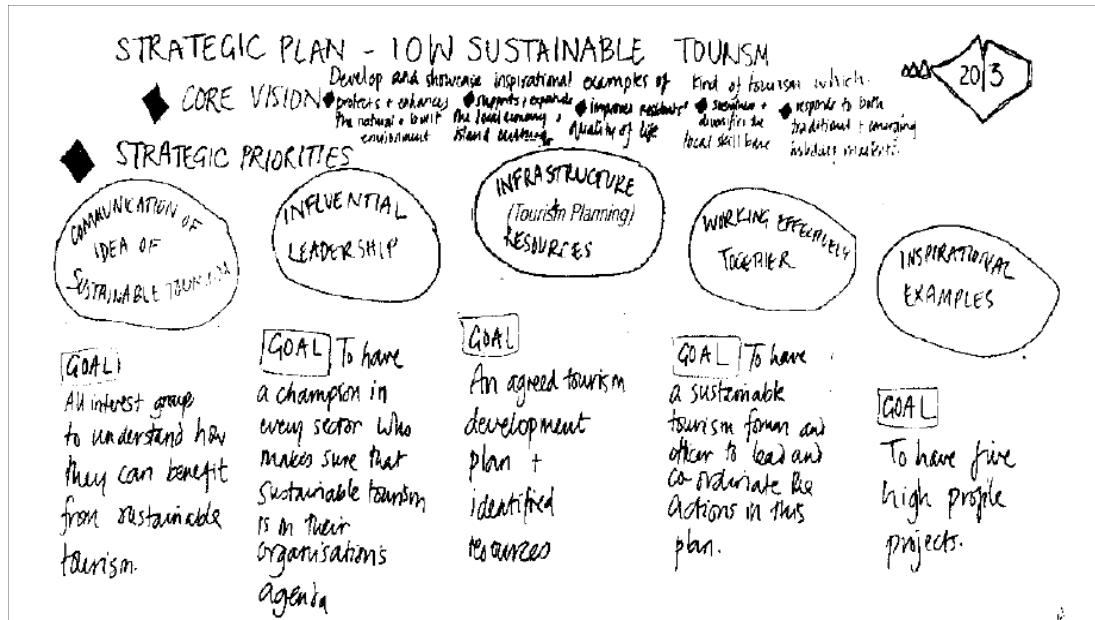 STRATEGIC PLAN - IOW SUSTAINABLE TOURISM
2013
Develop and showcase inspirational examples of kind of tourism which.
CORE VISION
protects + enhances
the natural + built
environment
supports + expands
the local economy +
island
improves residents'
quality of life
diversifies the
local skill base
responds to both
traditional + emerging
markets.
STRATEGIC PRIORITIES
COMMUNICATION OF
IDEA OF
SUSTAINABLE TOURISM
GOAL:
All interest group
to understand how
they can benefit
from sustainable
tourism.
INFLUENTIAL
LEADERSHIP
GOAL To have
a champion in
every sector who
makes sure that
sustainable tourism
is in their
organisation's
agenda
INFRASTRUCTURE
+
(Tourism Planning)
RESOURCES
GOAL
An agreed tourism
development
plan +
identified
resources
WORKING EFFECTIVELY
TOGETHER
GOAL To have
a sustainable
tourism forum and
officer to lead and
co-ordinate the
actions in this
plan.
INSPIRATIONAL
EXAMPLES
GOAL
To have five
high profile
projects.